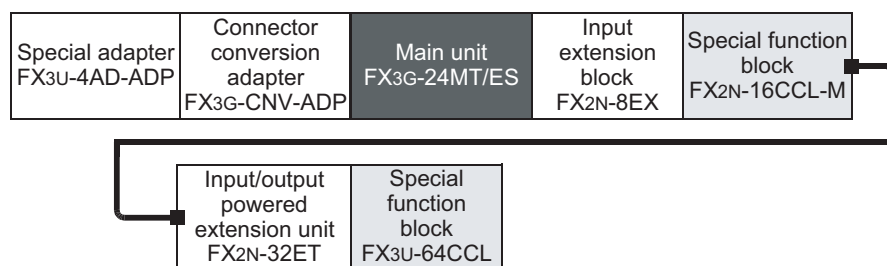 Special adapter
FX3U-4AD-ADP
Connector
conversion
adapter
FX3G-CNV-ADP
Main unit
FX3G-24MT/ES
Input
extension
block
FX2N-8EX
Special function
block
FX2N-16CCL-M
Input/output
powered
extension unit
FX2N-32ET
Special
function
block
FX3U-64CCL